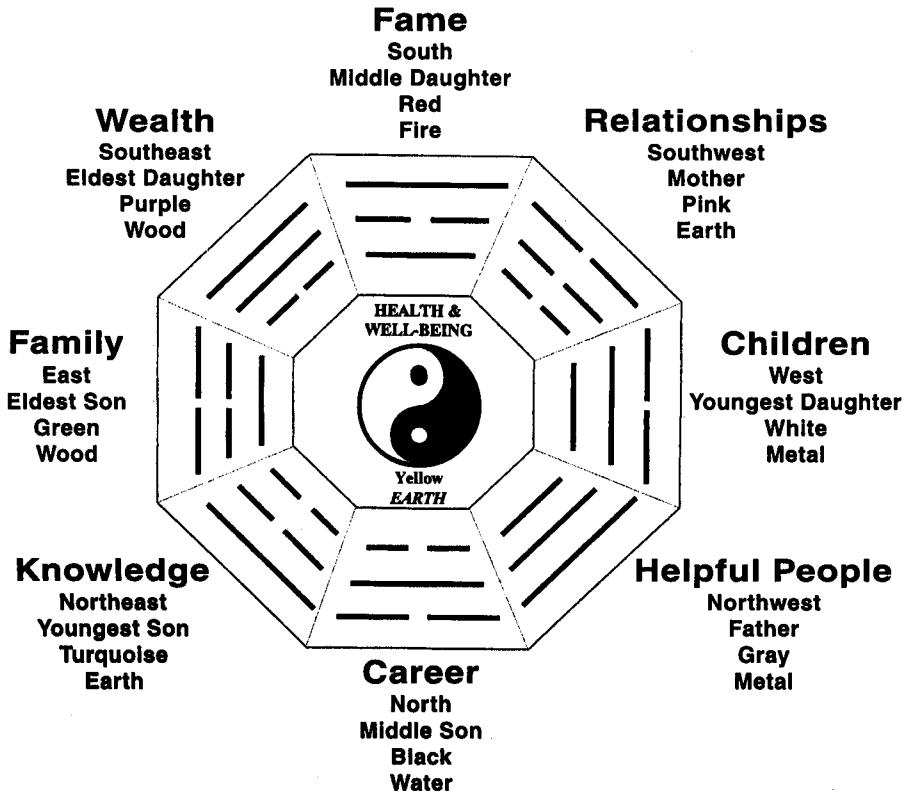 Fame
South
Middle Daughter
Red
Fire
Wealth
Southeast
Eldest Daughter
Purple
Wood
Relationships
Southwest
Mother
Pink
Earth
Family
East
Eldest Son
Green
Wood
HEALTH &
WELL-BEING
Yellow
EARTH
Children
West
Youngest Daughter
White
Metal
Knowledge
Northeast
Youngest Son
Turquoise
Earth
Career
North
Middle Son
Black
Water
Helpful People
Northwest
Father
Gray
Metal